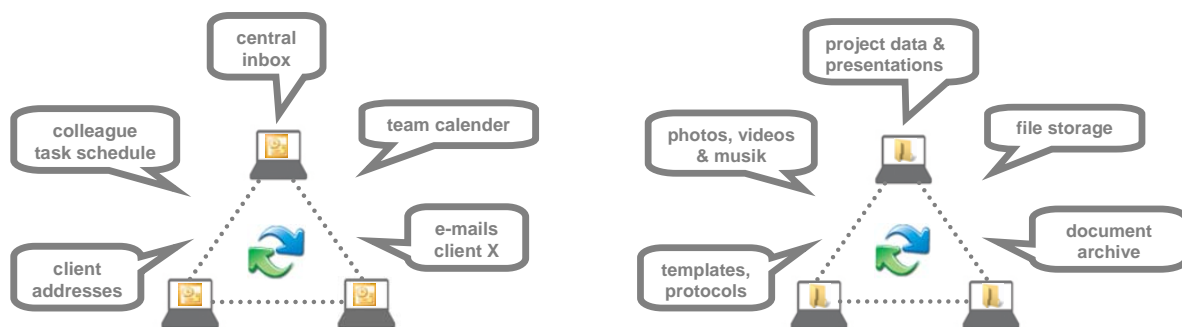 central
inbox
colleague
task schedule
team calender
e-mails
client X
client
addresses
project data &
presentations
photos, videos
& musik
file storage
document
archive
templates,
protocols